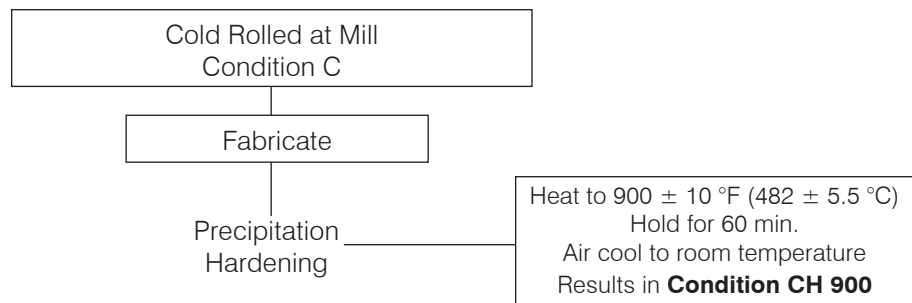 Cold Rolled at Mill
Condition C
Fabricate
Precipitation
Hardening
Heat to 900 ± 10 °F (482 ± 5.5 °C)
Hold for 60 min.
Air cool to room temperature
Results in Condition CH 900